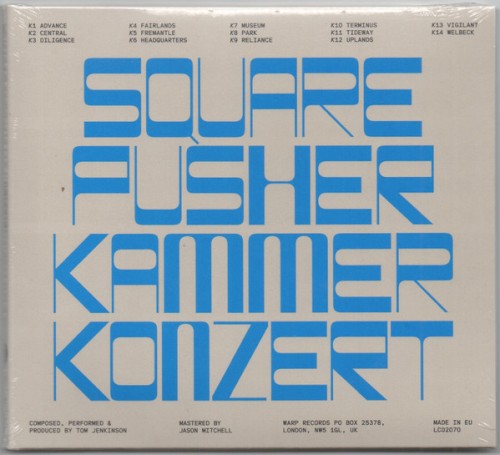 K1 ADVANCE
K2 CENTRAL
K3 DILIGENCE
K4 FAIRLANDS
K5 FREMANTLE
K6 HEADQUARTERS
K7 MUSEUM
K8 PARK
K9 RELIANCE
K10 TERMINUS
K11 TIDEWAY
K12 UPLANDS
K13 VIGILANT
K14 WELBECK
SQUARE
PUSHER
KAMMER
KONZERT
COMPOSED, PERFORMED &
PRODUCED BY TOM JENKINSON
MASTERED BY
JASON MITCHELL
WARP RECORDS PO BOX 25378,
LONDON, NW5 1GL, UK
MADE IN EU
LC02070